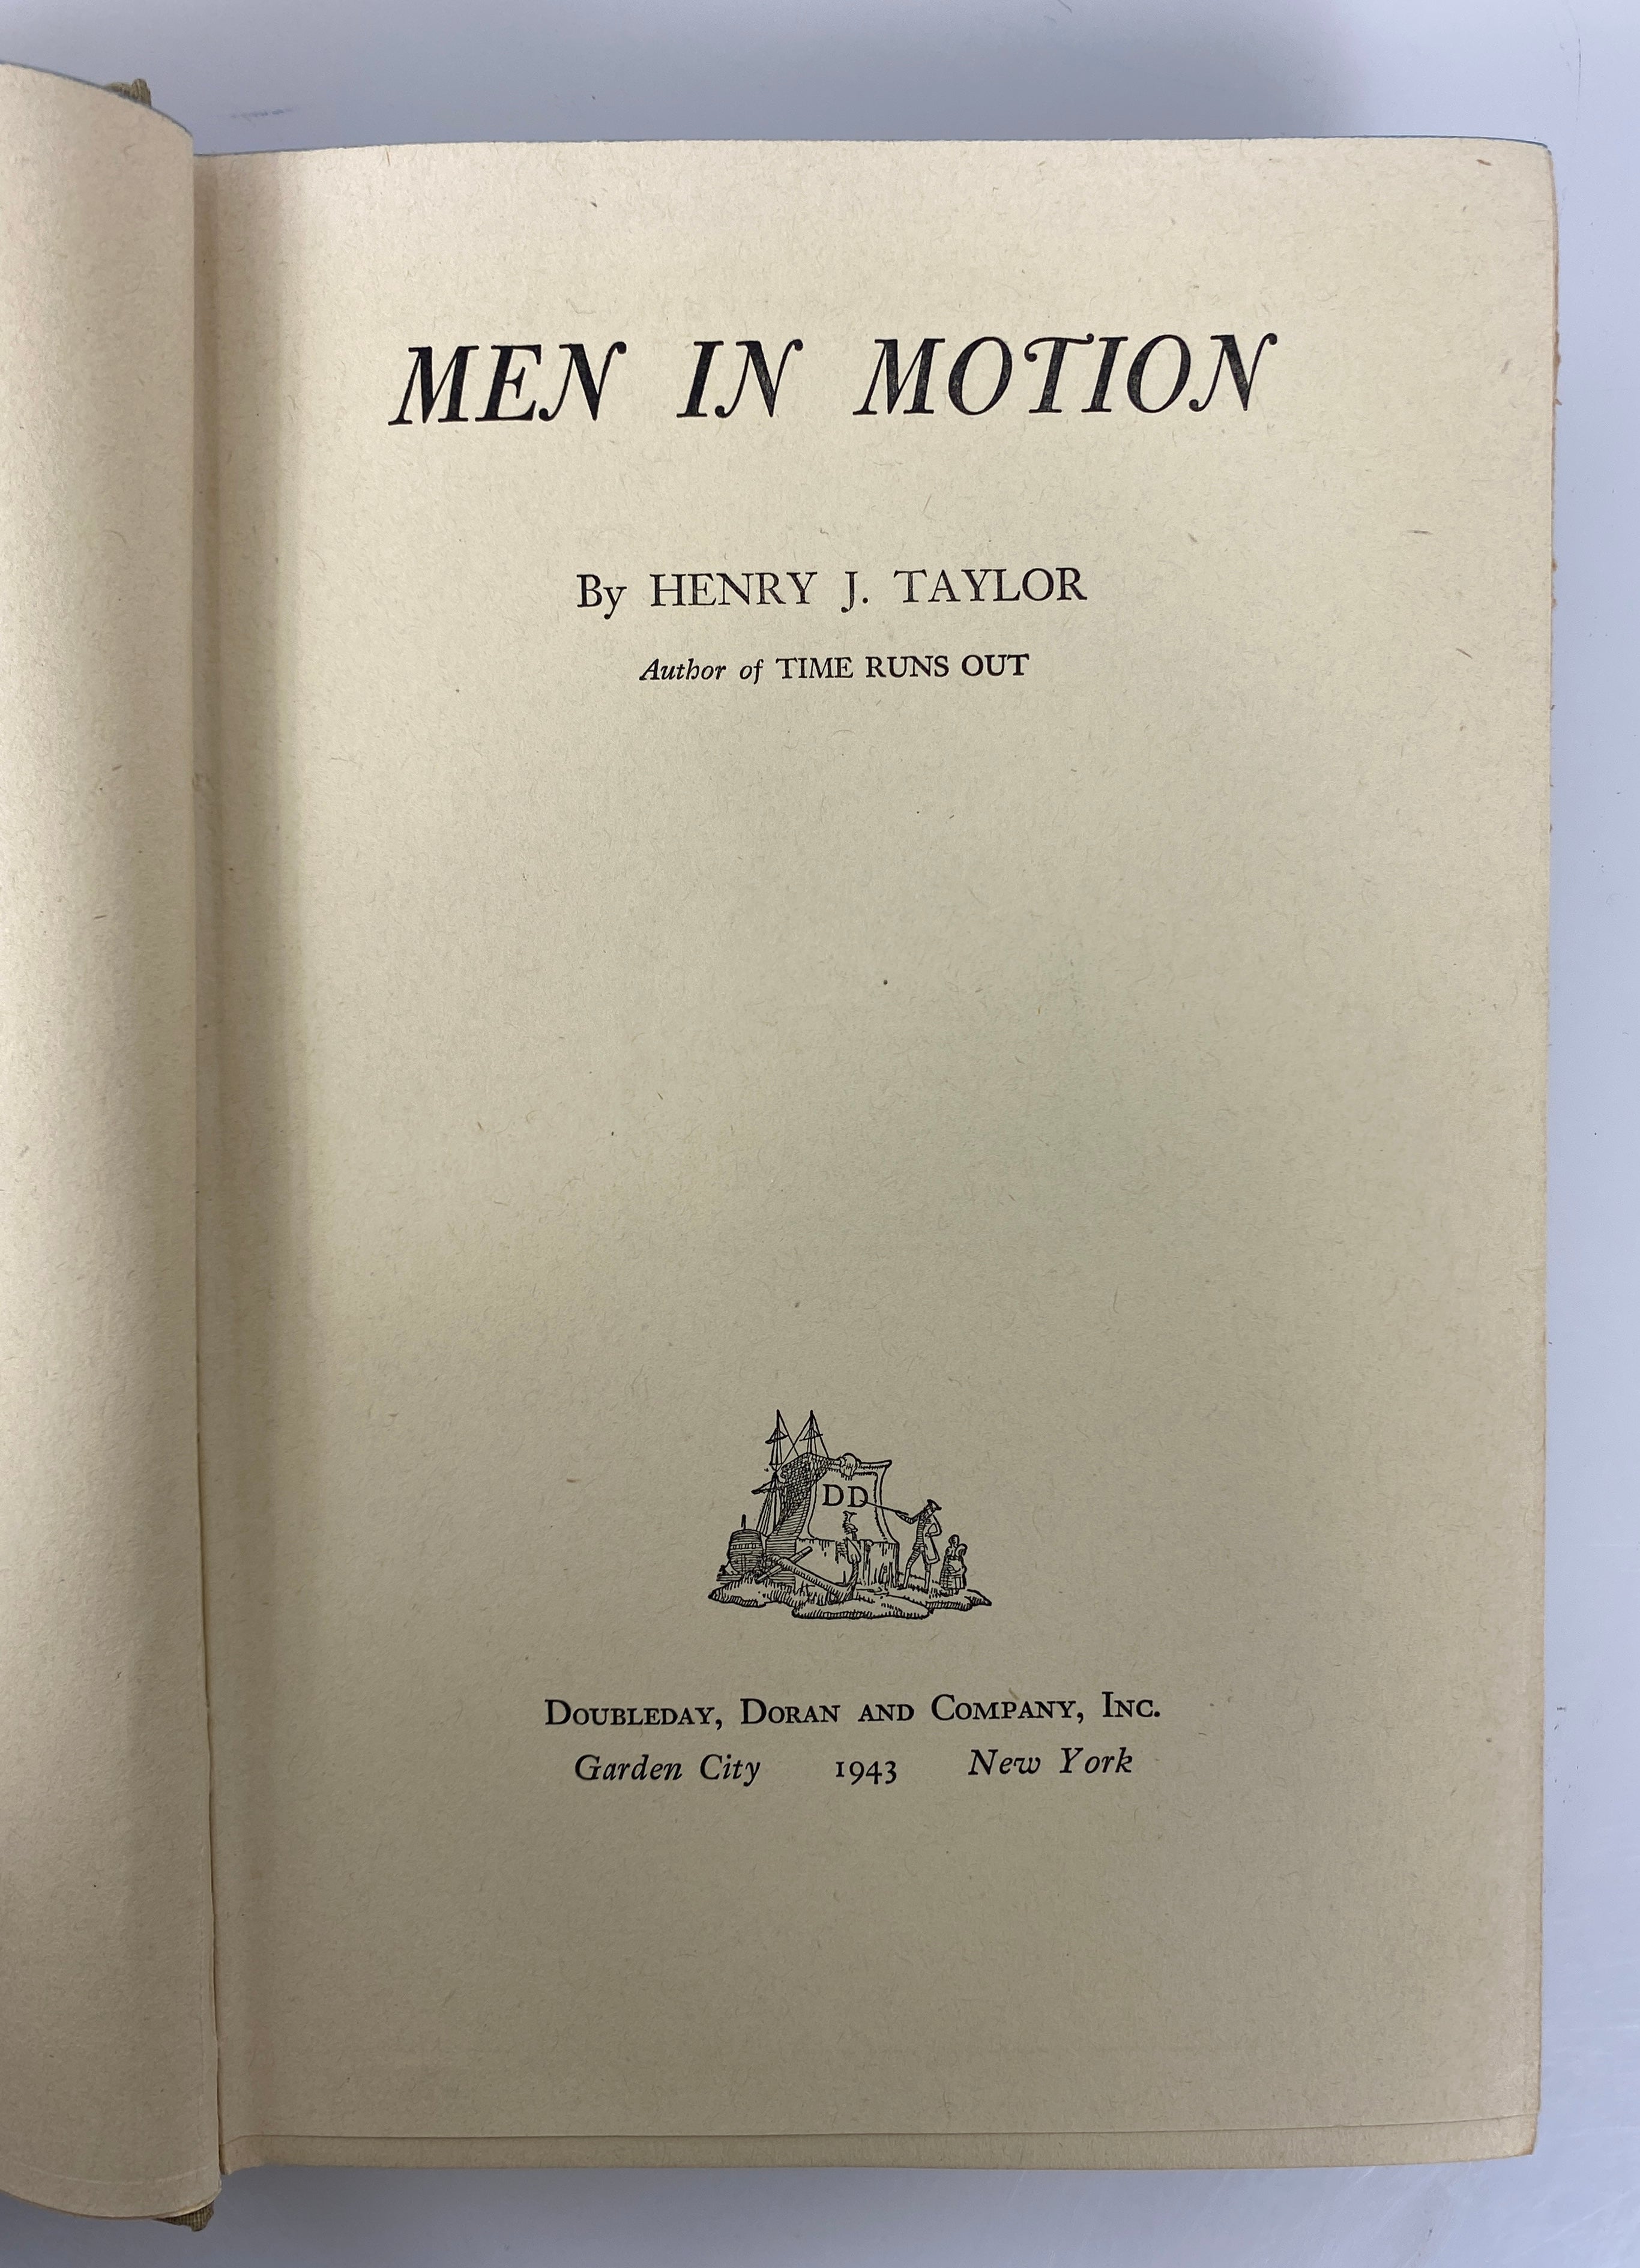 MEN IN MOTION
By HENRY J. TAYLOR
Author of TIME RUNS OUT
DD
Doubleday, Doran and Company, Inc.
Garden City 1943 New York